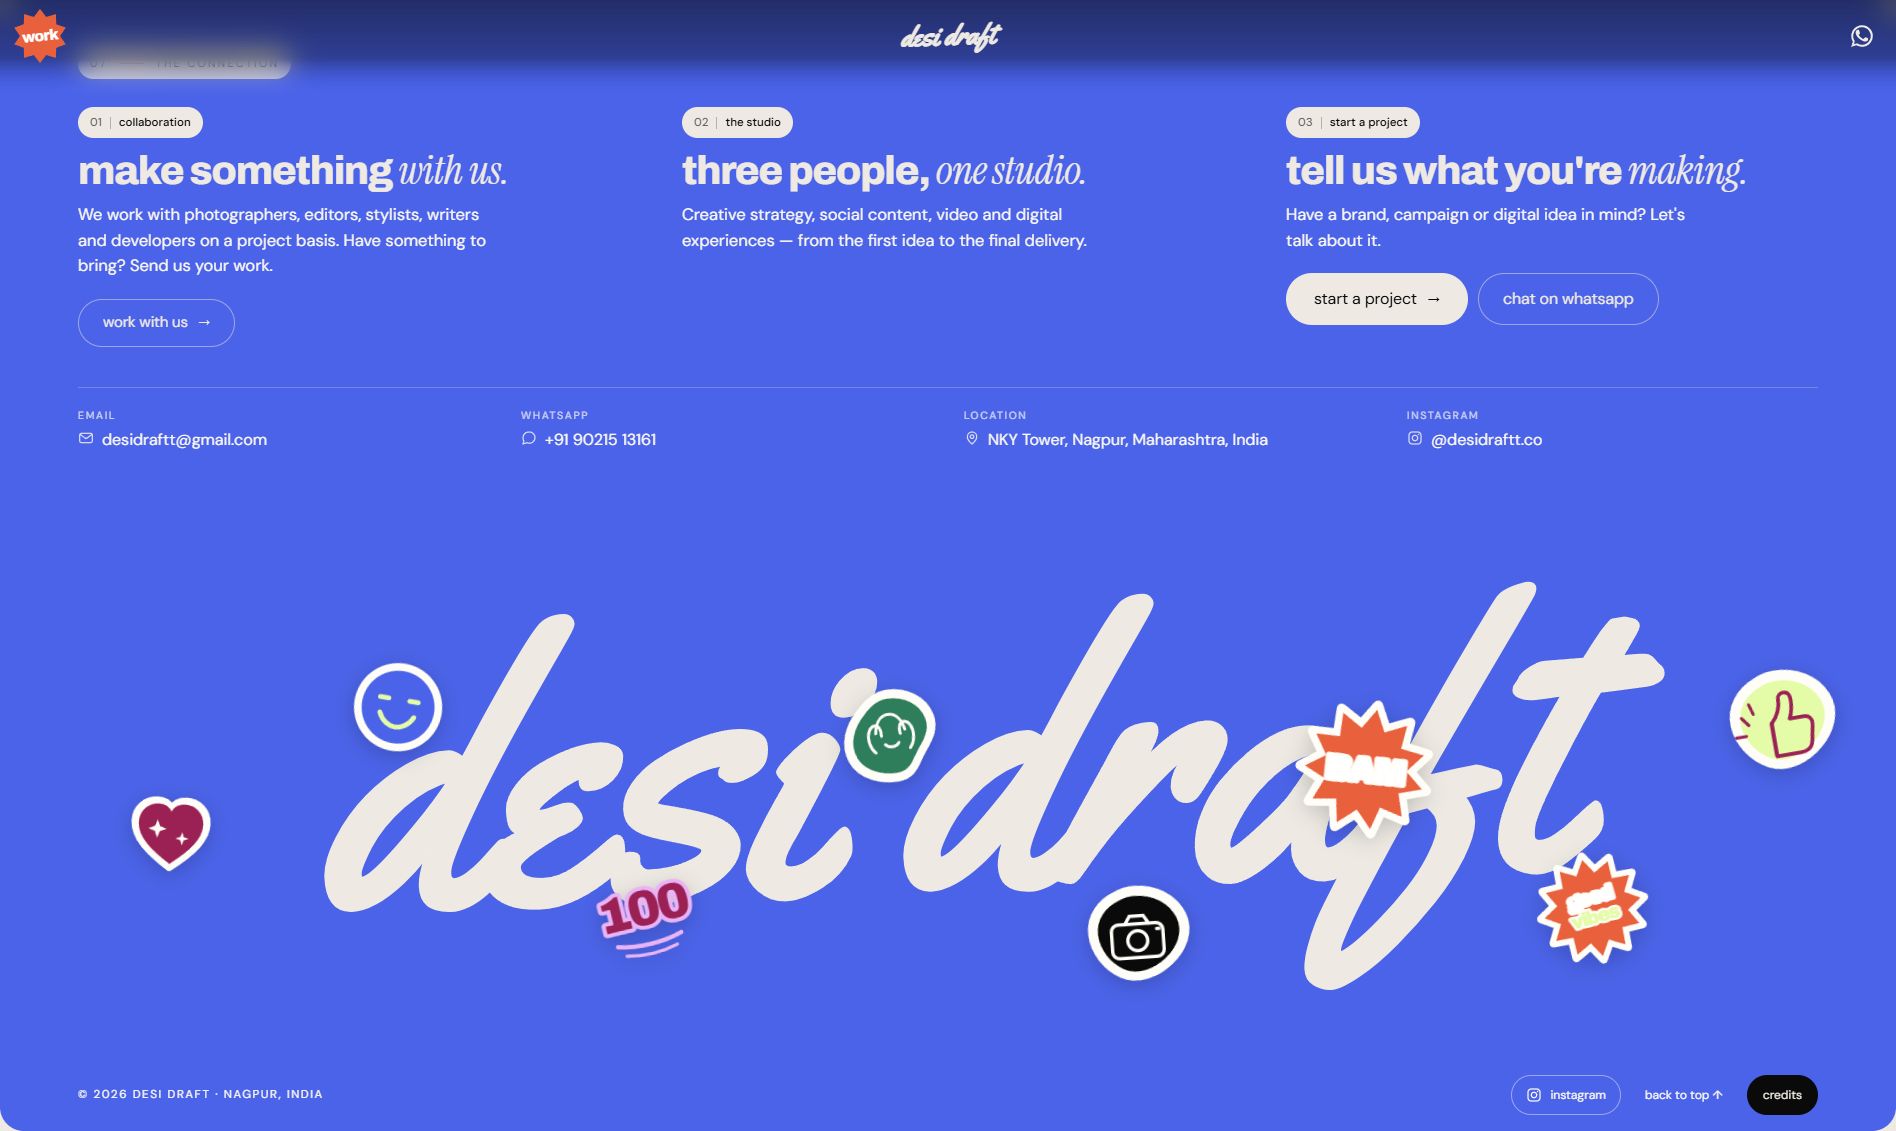 work
desi draft
07 THE CONNECTION
01 | collaboration
make something with us.
We work with photographers, editors, stylists, writers
and developers on a project basis. Have something to
bring? Send us your work.
work with us →
02 | the studio
three people, one studio.
Creative strategy, social content, video and digital
experiences — from the first idea to the final delivery.
03 | start a project
tell us what you're making.
Have a brand, campaign or digital idea in mind? Let's
talk about it.
start a project →
chat on whatsapp
EMAIL
desidraftt@gmail.com
WHATSAPP
+91 90215 13161
LOCATION
NKY Tower, Nagpur, Maharashtra, India
INSTAGRAM
@desidraftt.co
desi draft
100
vibes
© 2026 DESI DRAFT · NAGPUR, INDIA
instagram
back to top ↑
credits